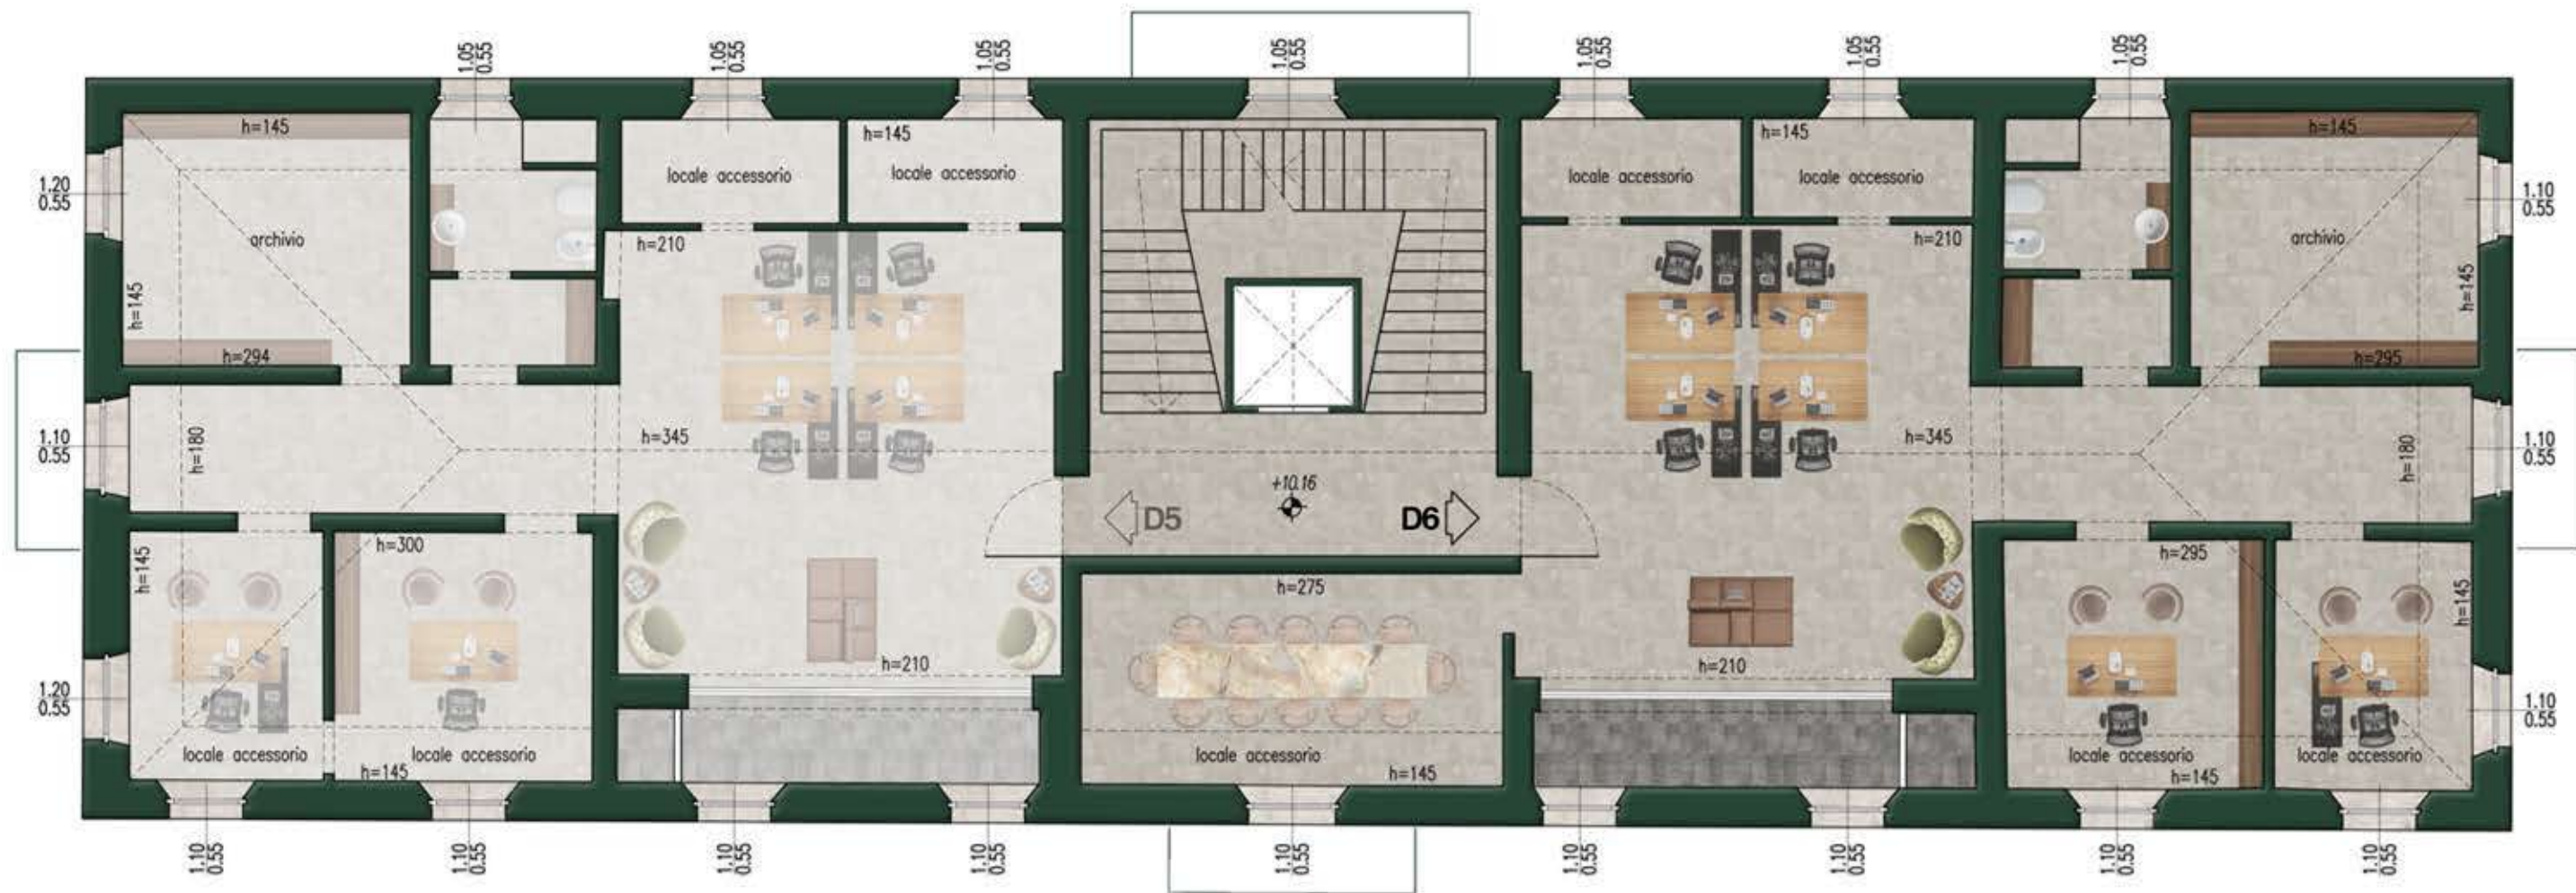 1.05
0.55
1.05
0.55
1.05
0.55
1.05
0.55
1.05
0.55
1.05
0.55
1.05
0.55
h=145
h=145
h=145
h=145
locale accessorio
locale accessorio
locale accessorio
locale accessorio
1.20
0.55
1.10
0.55
archivio
h=210
h=210
archivio
h=145
h=145
h=294
h=295
1.10
0.55
h=180
h=345
h=345
h=180
1.10
0.55
+10.16
D5
D6
h=145
h=300
h=275
h=295
h=145
h=210
h=210
1.20
0.55
1.10
0.55
locale accessorio
locale accessorio
locale accessorio
locale accessorio
locale accessorio
h=145
h=145
h=145
1.10
0.55
1.10
0.55
1.10
0.55
1.10
0.55
1.10
0.55
1.10
0.55
1.10
0.55
1.10
0.55
1.10
0.55